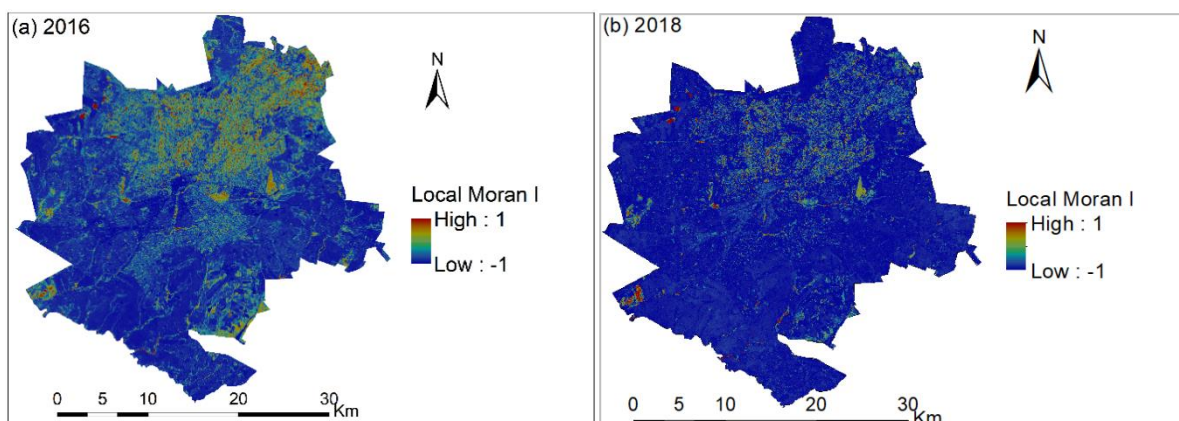 (a) 2016
N
Local Moran I
High : 1
Low : -1
0 5 10 20 30
Km
(b) 2018
N
Local Moran I
High : 1
Low : -1
0 5 10 20 30
Km